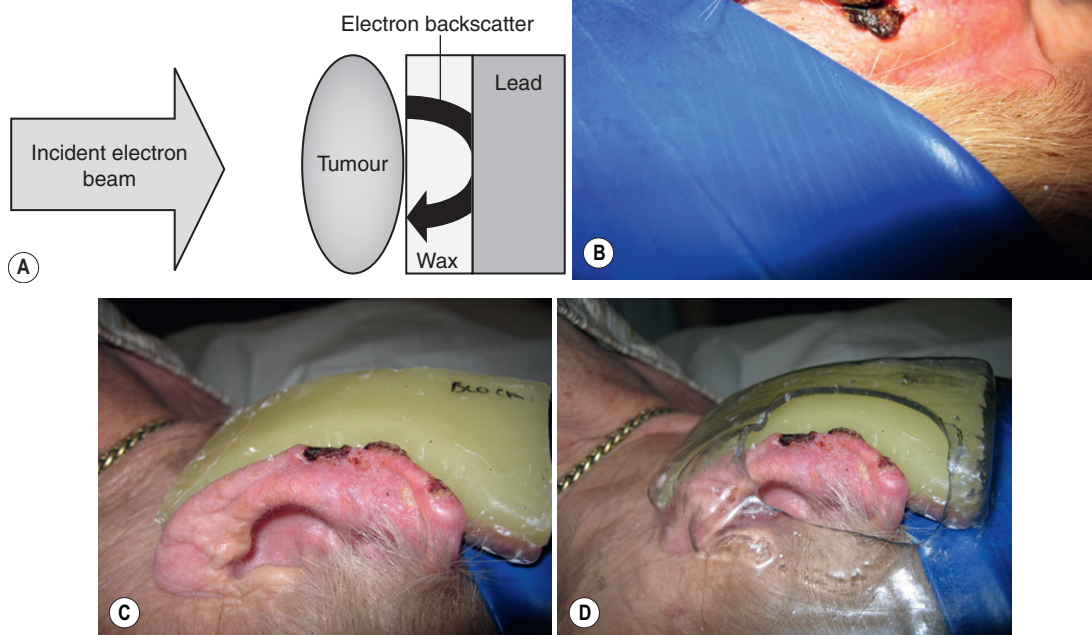 Electron backscatter
Lead
Incident electron
beam
Tumour
Wax
A
B
BLOCK
C
D